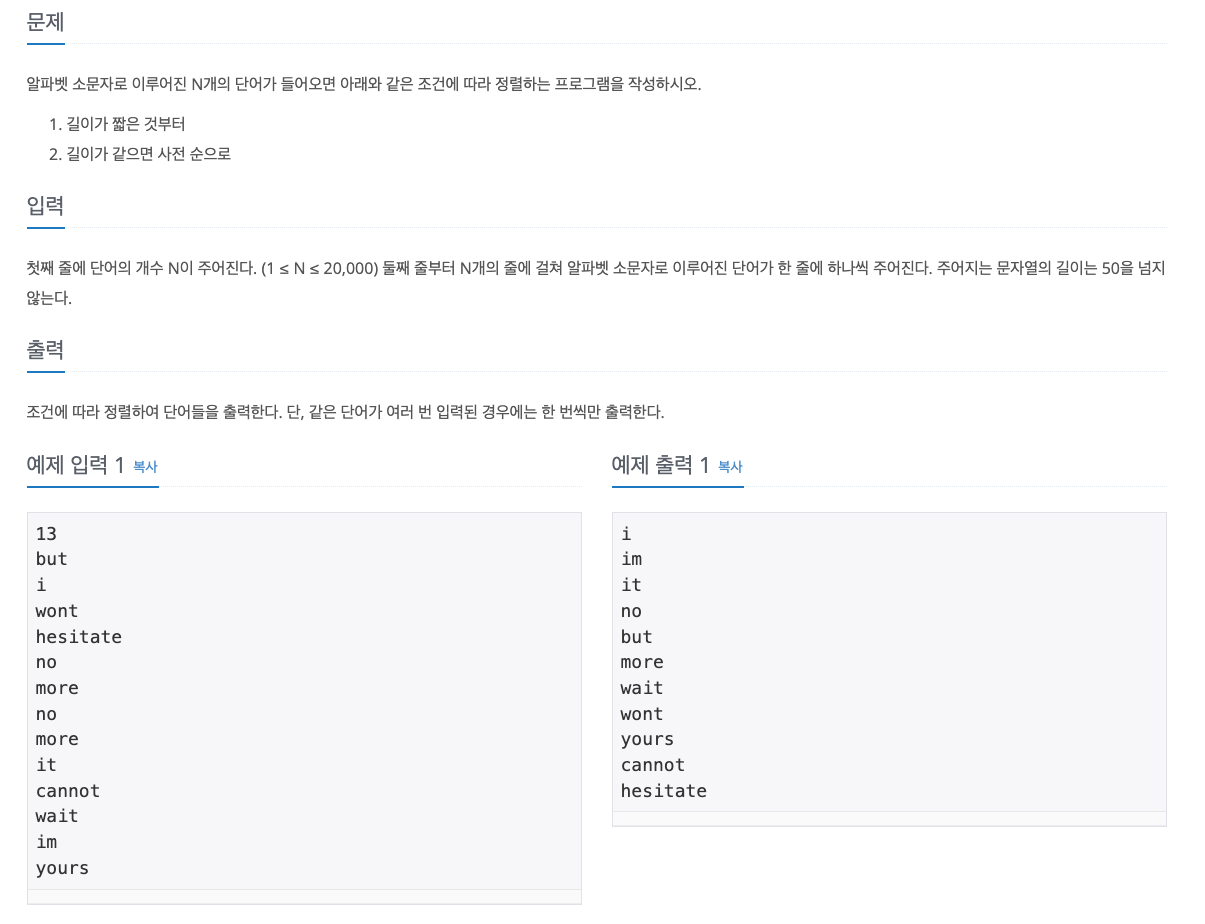 문제
알파벳 소문자로 이루어진 N개의 단어가 들어오면 아래와 같은 조건에 따라 정렬하는 프로그램을 작성하시오.
1. 길이가 짧은 것부터
2. 길이가 같으면 사전 순으로
입력
첫째 줄에 단어의 개수 N이 주어진다. (1 ≤ N ≤ 20,000) 둘째 줄부터 N개의 줄에 걸쳐 알파벳 소문자로 이루어진 단어가 한 줄에 하나씩 주어진다. 주어지는 문자열의 길이는 50을 넘지
않는다.
출력
조건에 따라 정렬하여 단어들을 출력한다. 단, 같은 단어가 여러 번 입력된 경우에는 한 번씩만 출력한다.
예제 입력 1 복사
13
but
i
wont
hesitate
no
more
no
more
it
cannot
wait
im
yours
예제 출력 1 복사
i
im
it
no
but
more
wait
wont
yours
cannot
hesitate